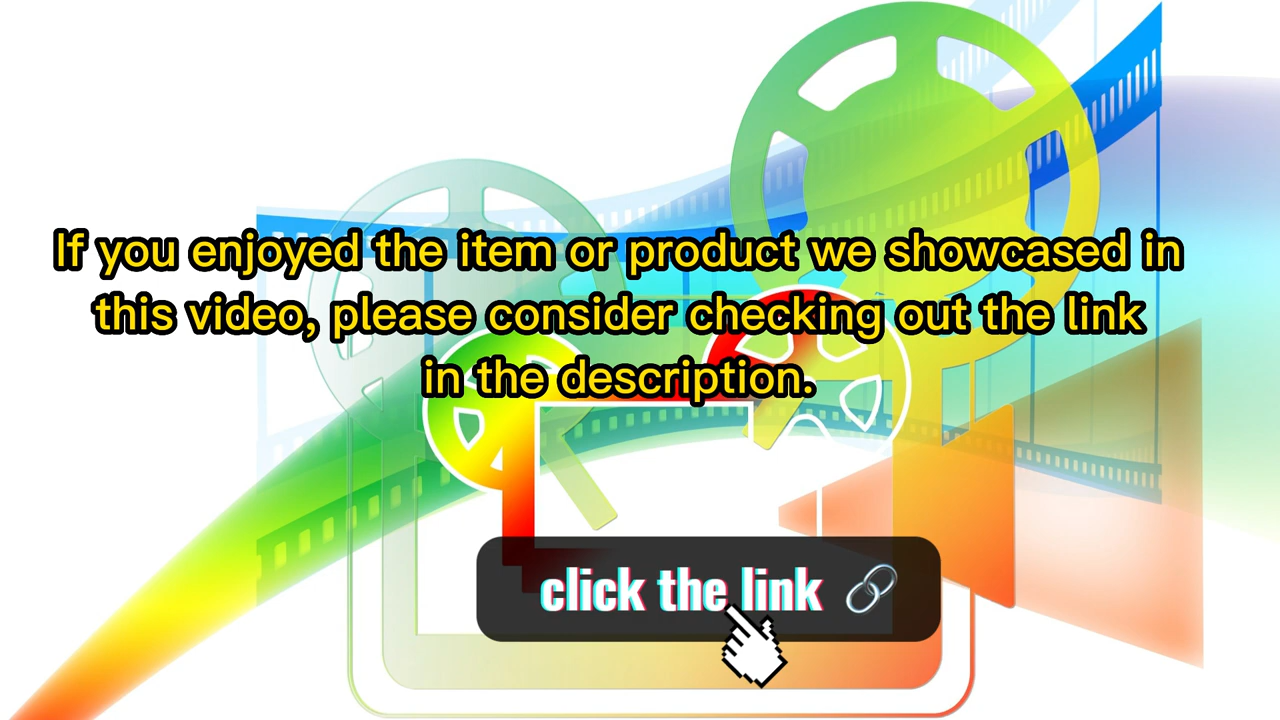 If you enjoyed the item or product we showcased in
this video, please consider checking out the link
in the description.
click the link